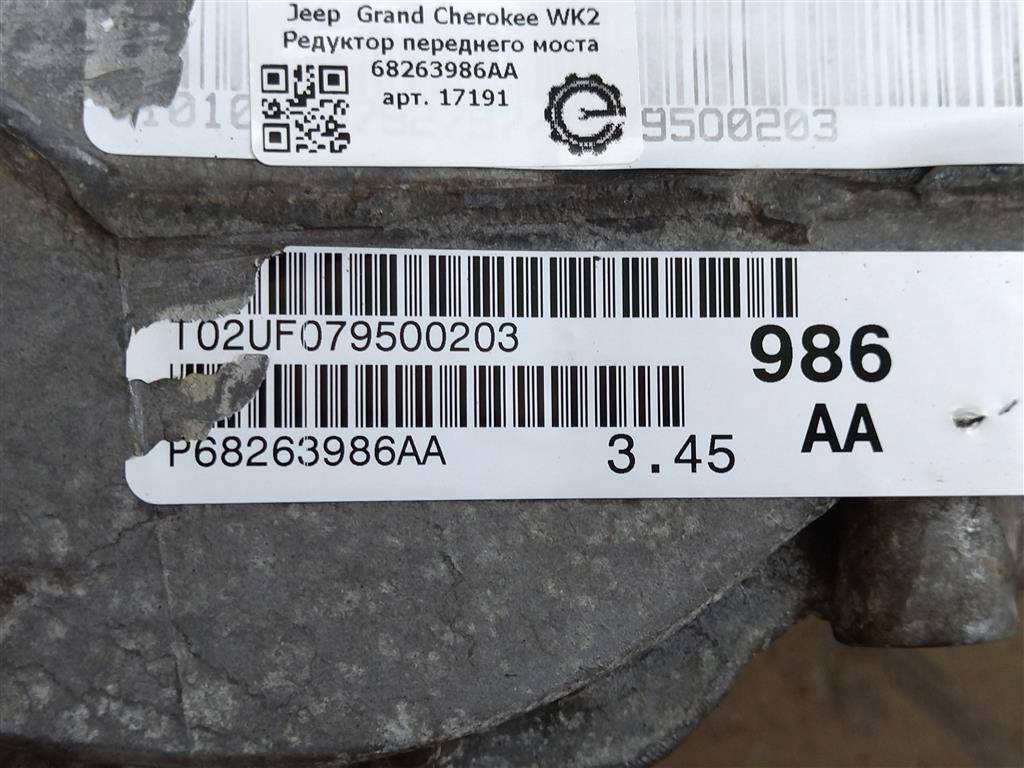 Jeep Grand Cherokee WK2
Редуктор переднего моста
68263986AA
арт. 17191
9500203
T02UF079500203
986
AA
P68263986AA
3.45